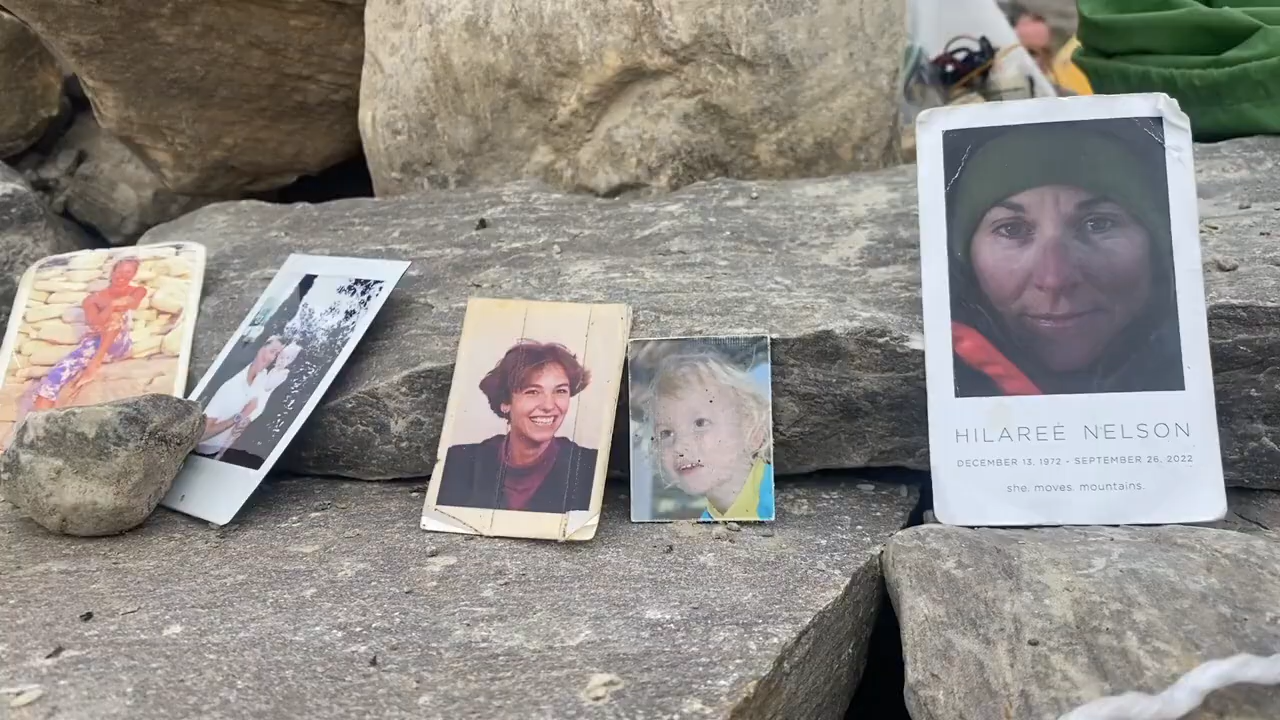 HILAREE NELSON
DECEMBER 13, 1972 - SEPTEMBER 26, 2022
she. moves. mountains.